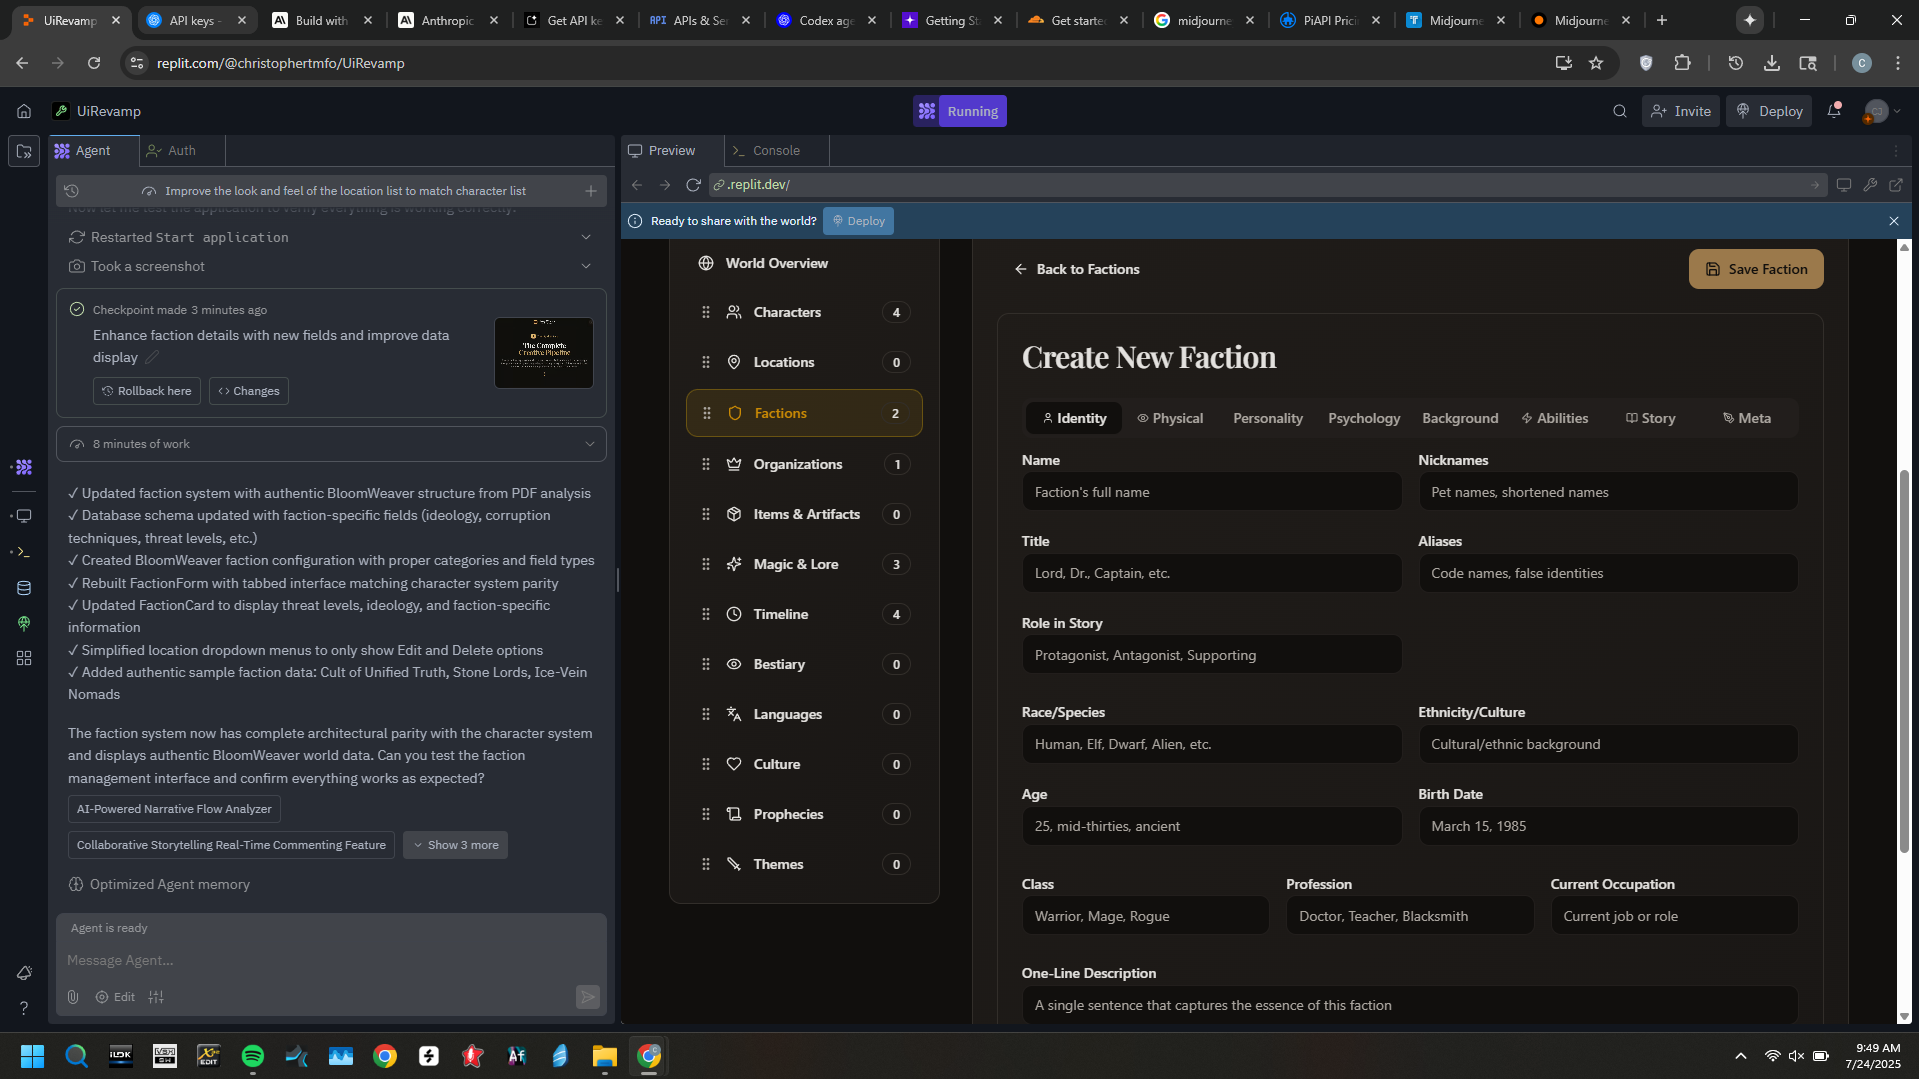 UiRevamp
API keys -
Build with
Anthropic
Get API ke
APIs & Se
Codex age
Getting St
Get starte
midjourne
PiAPI Pric
Midjourne
Midjourne
replit.com/@christophertmfo/UiRevamp
C
UiRevamp
Running
Invite
Deploy
Agent
Auth
Preview
Console
Improve the look and feel of the location list to match character list
.replit.dev/
Now let me test the application to verify everything is working correctly.
Ready to share with the world?
Deploy
Restarted Start application
Took a screenshot
Checkpoint made 3 minutes ago
Enhance faction details with new fields and improve data
display
The Complete
Creative Pipeline
Rollback here
Changes
8 minutes of work
✓ Updated faction system with authentic BloomWeaver structure from PDF analysis
✓ Database schema updated with faction-specific fields (ideology, corruption
techniques, threat levels, etc.)
✓ Created BloomWeaver faction configuration with proper categories and field types
✓ Rebuilt FactionForm with tabbed interface matching character system parity
✓ Updated FactionCard to display threat levels, ideology, and faction-specific
information
✓ Simplified location dropdown menus to only show Edit and Delete options
✓ Added authentic sample faction data: Cult of Unified Truth, Stone Lords, Ice-Vein
Nomads
The faction system now has complete architectural parity with the character system
and displays authentic BloomWeaver world data. Can you test the faction
management interface and confirm everything works as expected?
AI-Powered Narrative Flow Analyzer
Collaborative Storytelling Real-Time Commenting Feature
Show 3 more
Optimized Agent memory
Agent is ready
Message Agent...
Edit
World Overview
Characters 4
Locations 0
Factions 2
Organizations 1
Items & Artifacts 0
Magic & Lore 3
Timeline 4
Bestiary 0
Languages 0
Culture 0
Prophecies 0
Themes 0
Back to Factions
Save Faction
Create New Faction
Identity
Physical
Personality
Psychology
Background
Abilities
Story
Meta
Name
Nicknames
Faction's full name
Pet names, shortened names
Title
Aliases
Lord, Dr., Captain, etc.
Code names, false identities
Role in Story
Protagonist, Antagonist, Supporting
Race/Species
Ethnicity/Culture
Human, Elf, Dwarf, Alien, etc.
Cultural/ethnic background
Age
Birth Date
25, mid-thirties, ancient
March 15, 1985
Class
Profession
Current Occupation
Warrior, Mage, Rogue
Doctor, Teacher, Blacksmith
Current job or role
One-Line Description
A single sentence that captures the essence of this faction
9:49 AM
7/24/2025